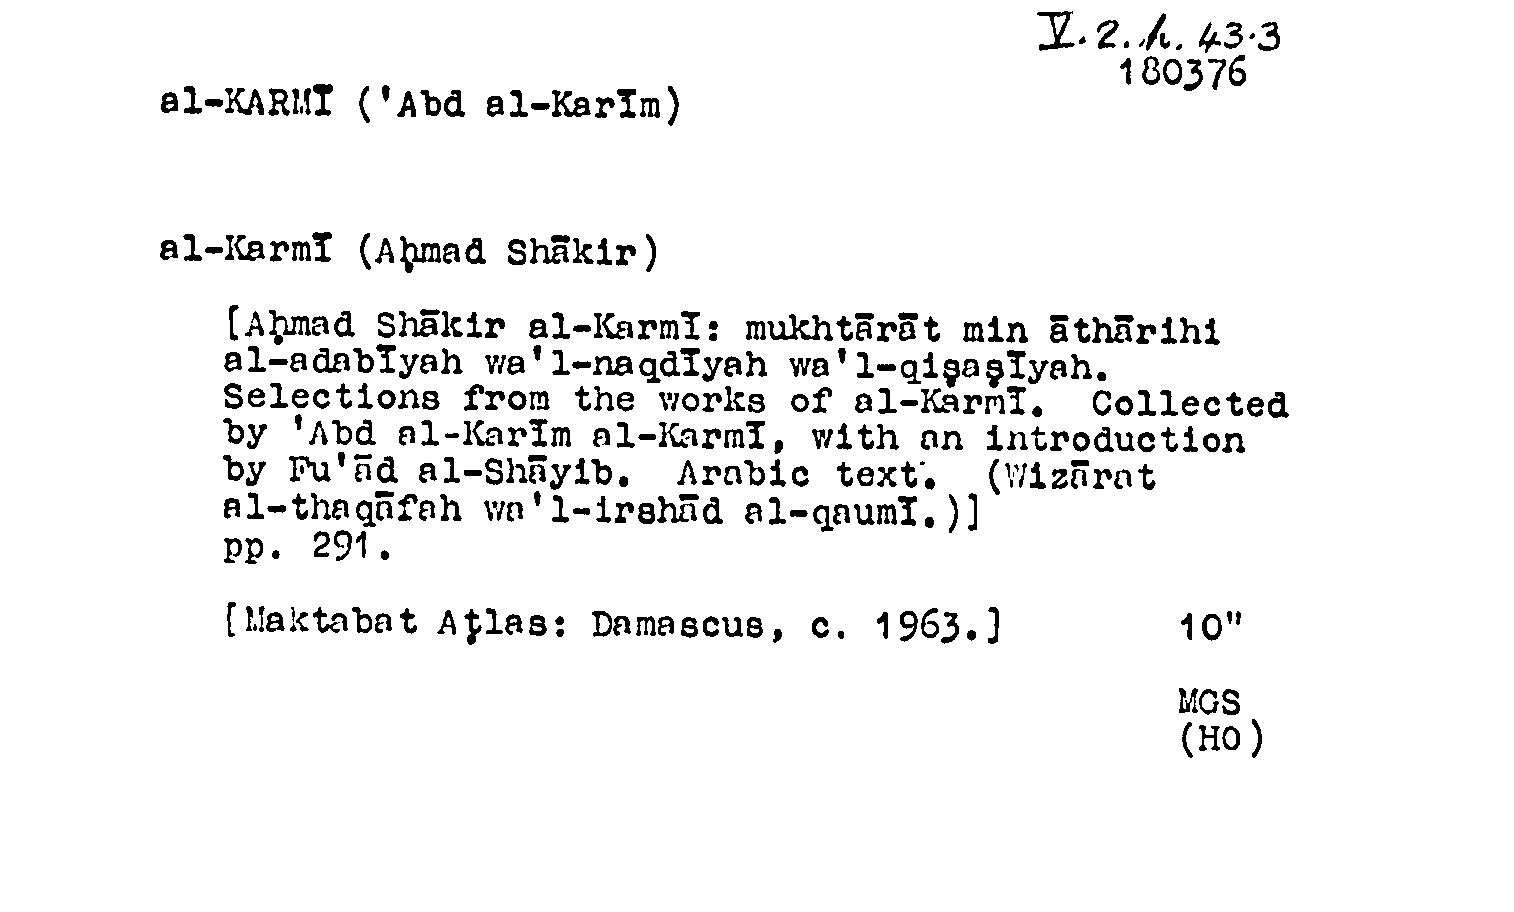 V. 2. h. 43.3
180376
al-KARMĪ ('Abd al-Karīm)
al-Karmī (Aḥmad Shākir)
[Aḥmad Shākir al-Karmī: mukhtārāt min āthārihi
al-adabīyah wa'l-naqdīyah wa'l-qiṣaṣīyah.
Selections from the works of al-Karmī. Collected
by 'Abd al-Karīm al-Karmī, with an introduction
by Fu'ād al-Shāyib. Arabic text. (Wizārat
al-thaqāfah wa'l-irshād al-qaumī.)]
pp. 291.
[Maktabat Aṭlas: Damascus, c. 1963.] 10"
MGS
(HO)